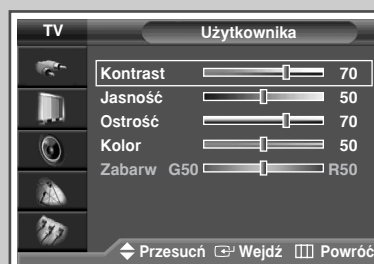 TV Użytkownika
Kontrast 70
Jasność 50
Ostrość 70
Kolor 50
Zabarw G50 R50
Przesuń Wejdź Powróć